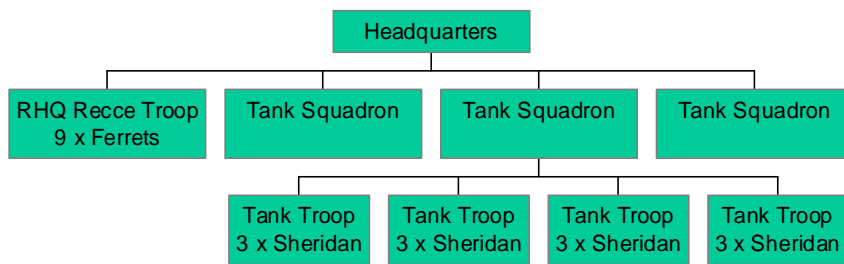 Headquarters
RHQ Recce Troop
9 x Ferrets
Tank Squadron
Tank Squadron
Tank Squadron
Tank Troop
3 x Sheridan
Tank Troop
3 x Sheridan
Tank Troop
3 x Sheridan
Tank Troop
3 x Sheridan